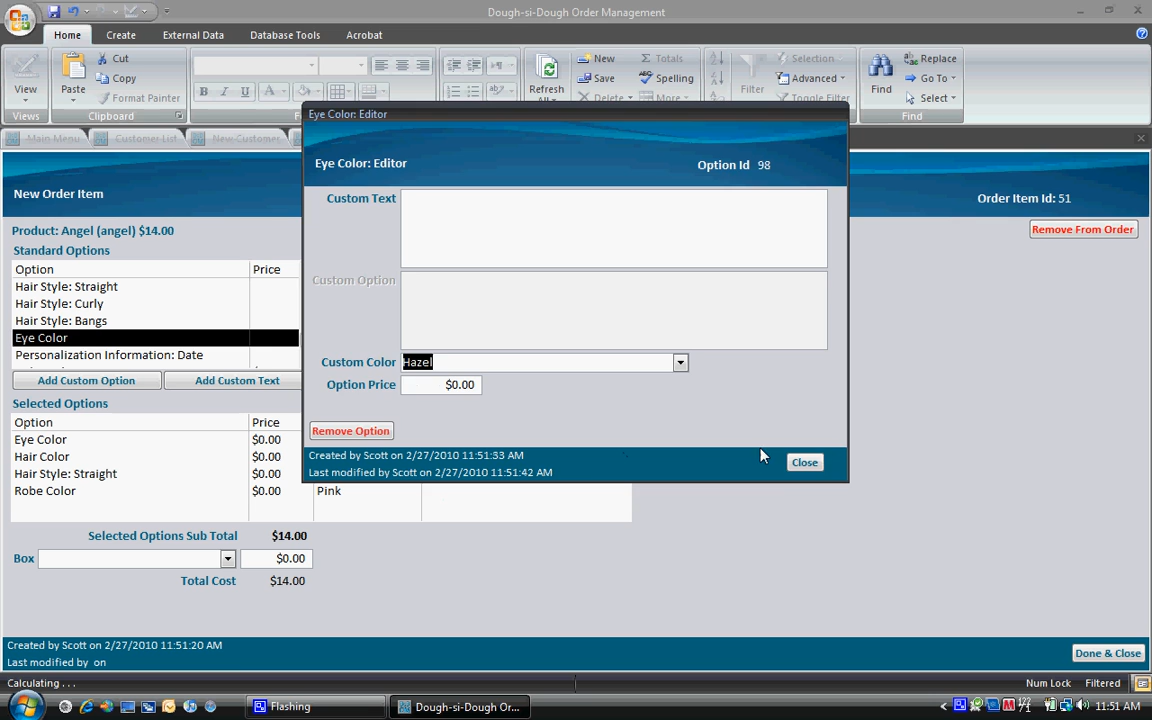 Dough-si-Dough Order Management
Home Create External Data Database Tools Acrobat
View
Views
Paste
Cut
Copy
Format Painter
Clipboard
B I U
Refresh
All
New
Save
Delete
Totals
Spelling
More
Filter
Selection
Advanced
Toggle Filter
Find
Replace
Go To
Select
Find
Main Menu Customer List New Customer
New Order Item
Order Item Id: 51
Product: Angel (angel) $14.00
Remove From Order
Standard Options
Option Price
Hair Style: Straight
Hair Style: Curly
Hair Style: Bangs
Eye Color
Personalization Information: Date
Add Custom Option Add Custom Text
Selected Options
Option Price
Eye Color $0.00
Hair Color $0.00
Hair Style: Straight $0.00
Robe Color $0.00 Pink
Selected Options Sub Total $14.00
Box $0.00
Total Cost $14.00
Created by Scott on 2/27/2010 11:51:20 AM
Last modified by on
Done & Close
Eye Color: Editor
Eye Color: Editor Option Id 98
Custom Text
Custom Option
Custom Color Hazel
Option Price $0.00
Remove Option
Created by Scott on 2/27/2010 11:51:33 AM
Last modified by Scott on 2/27/2010 11:51:42 AM
Close
Calculating . . . Num Lock Filtered
Flashing Dough-si-Dough Or... 11:51 AM